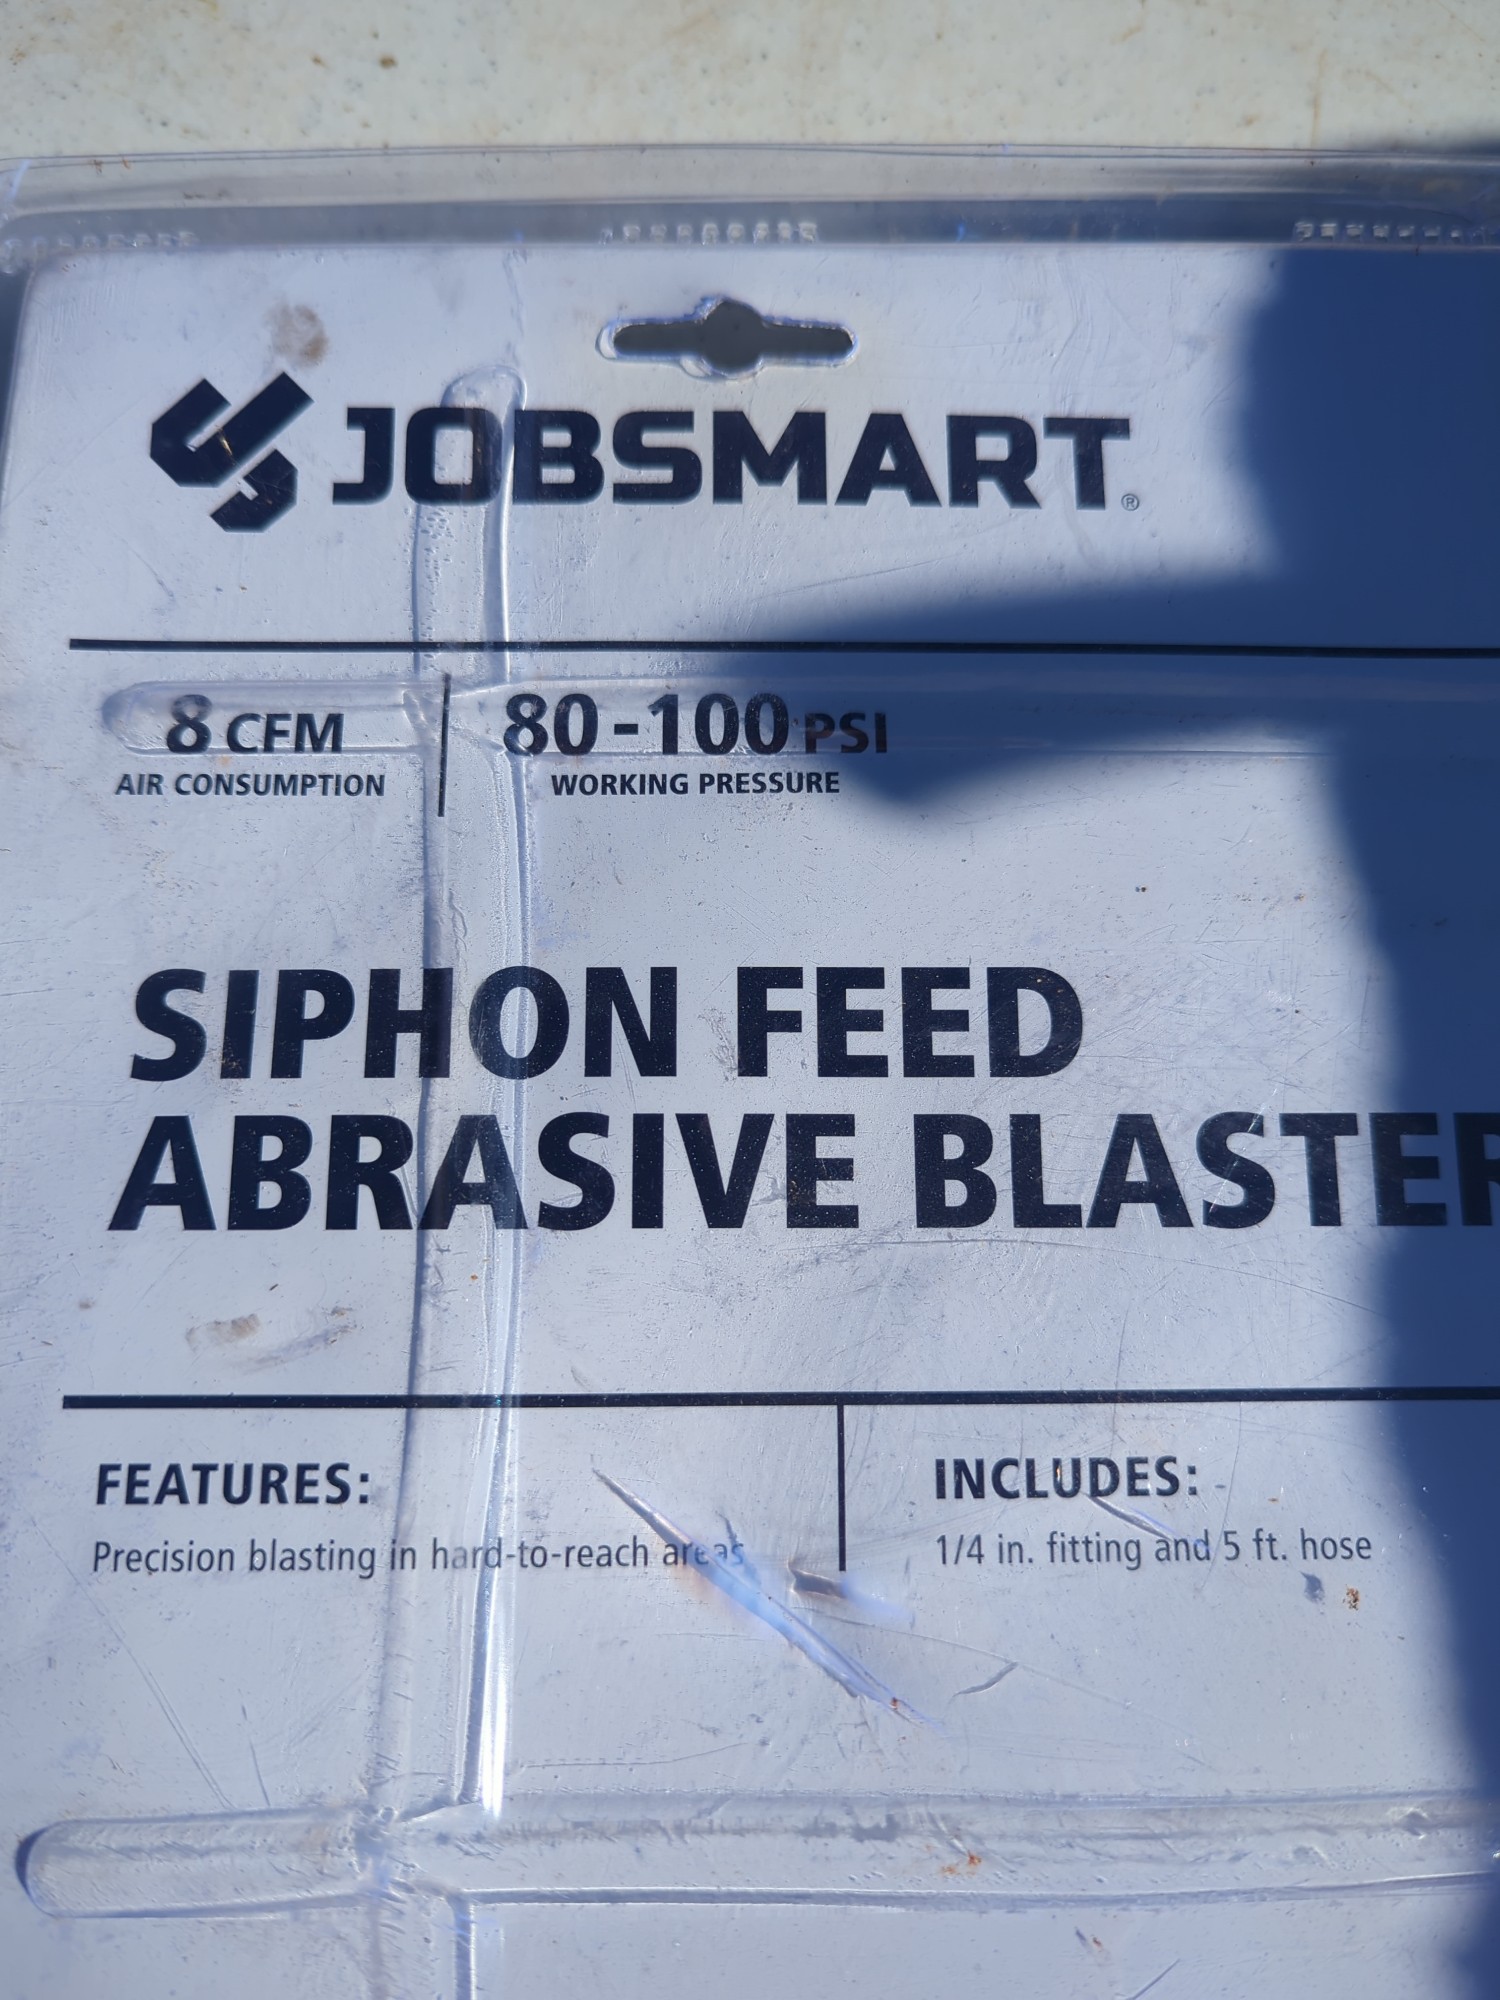 JOBSMART®
8 CFM
AIR CONSUMPTION
80-100 PSI
WORKING PRESSURE
SIPHON FEED
ABRASIVE BLASTER
FEATURES:
Precision blasting in hard-to-reach areas
INCLUDES:
1/4 in. fitting and 5 ft. hose